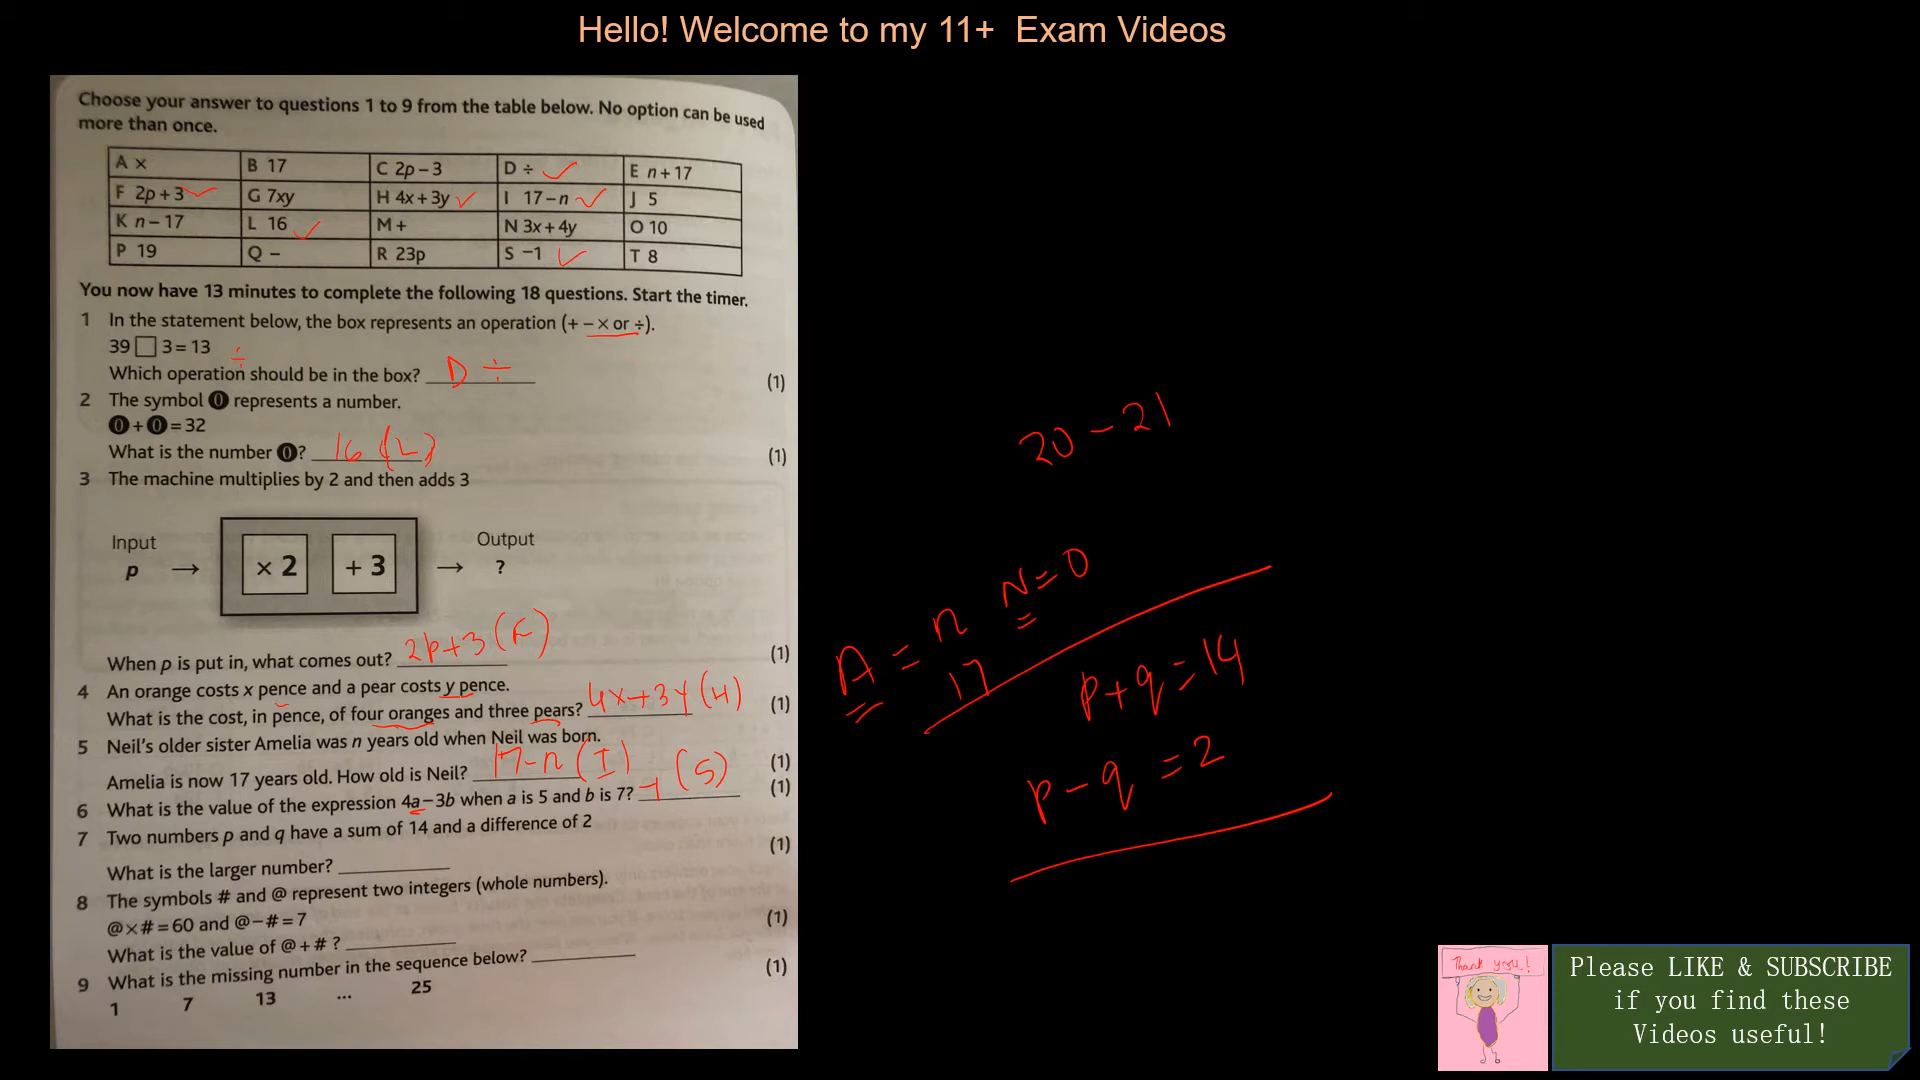 Hello! Welcome to my 11+ Exam Videos
Choose your answer to questions 1 to 9 from the table below. No option can be used
more than once.
A × B 17 C 2p – 3 D ÷ E n + 17
F 2p + 3 G 7xy H 4x + 3y I 17 – n J 5
K n – 17 L 16 M + N 3x + 4y O 10
P 19 Q – R 23p S –1 T 8
You now have 13 minutes to complete the following 18 questions. Start the timer.
1 In the statement below, the box represents an operation (+ – × or ÷).
39 □ 3 = 13 ÷
Which operation should be in the box? D ÷ (1)
2 The symbol O represents a number.
O + O = 32
What is the number O? 16 (L) (1)
3 The machine multiplies by 2 and then adds 3
Input Output
p → × 2 + 3 → ?
When p is put in, what comes out? 2p+3 (F) (1)
4 An orange costs x pence and a pear costs y pence.
What is the cost, in pence, of four oranges and three pears? 4x+3y (H) (1)
5 Neil's older sister Amelia was n years old when Neil was born.
Amelia is now 17 years old. How old is Neil? 17-n (I) (1)
6 What is the value of the expression 4a – 3b when a is 5 and b is 7? -1 (S) (1)
7 Two numbers p and q have a sum of 14 and a difference of 2
What is the larger number? (1)
8 The symbols # and @ represent two integers (whole numbers).
@ × # = 60 and @ – # = 7
What is the value of @ + # ? (1)
9 What is the missing number in the sequence below? (1)
1 7 13 ... 25
20 - 21
A = n N = 0
17
p + q = 14
p - q = 2
Thank you!
Please LIKE & SUBSCRIBE
if you find these
Videos useful!